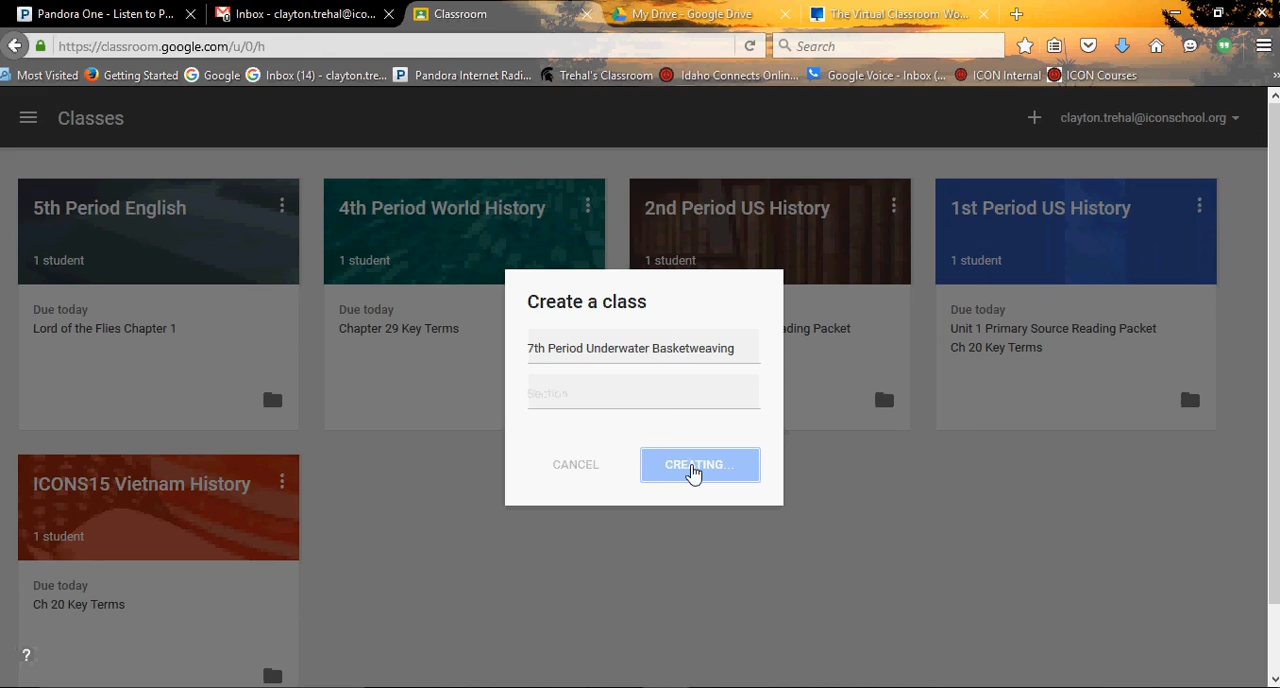 Pandora One - Listen to P...
Inbox - clayton.trehal@ico...
Classroom
My Drive - Google Drive
The Virtual Classroom Wo...
https://classroom.google.com/u/0/h
Search
Most Visited
Getting Started
Google
Inbox (14) - clayton.tre...
Pandora Internet Radi...
Trehal's Classroom
Idaho Connects Onlin...
Google Voice - Inbox (...
ICON Internal
ICON Courses
Classes
clayton.trehal@iconschool.org
5th Period English
1 student
Due today
Lord of the Flies Chapter 1
4th Period World History
1 student
Due today
Chapter 29 Key Terms
2nd Period US History
1 student
ading Packet
1st Period US History
1 student
Due today
Unit 1 Primary Source Reading Packet
Ch 20 Key Terms
ICONS15 Vietnam History
1 student
Due today
Ch 20 Key Terms
Create a class
7th Period Underwater Basketweaving
Section
CANCEL
CREATING...
?